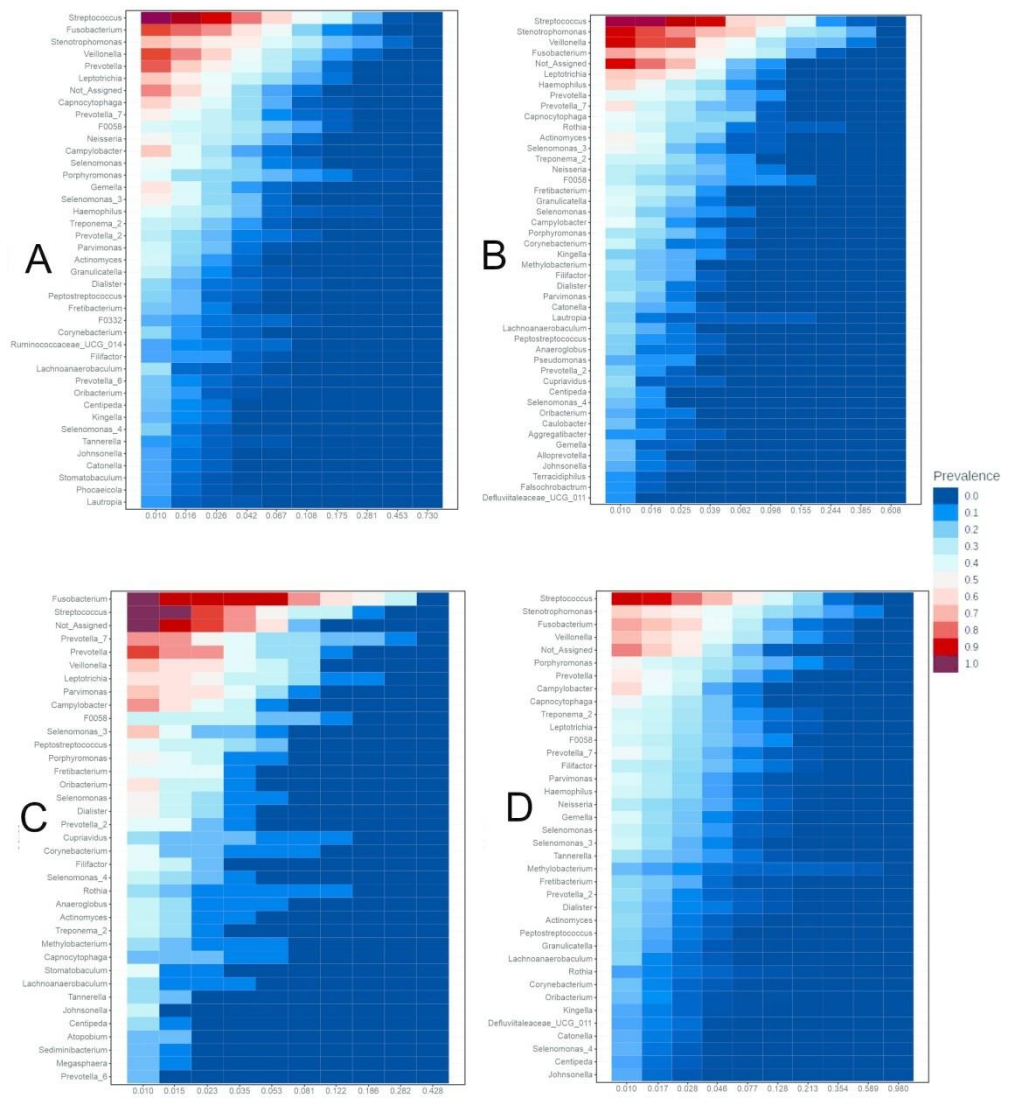 Streptococcus
Fusobacterium
Stenotrophomonas
Veillonella
Prevotella
Leptotrichia
Not_Assigned
Capnocytophaga
Prevotella_7
F0058
Neisseria
Campylobacter
Selenomonas
Porphyromonas
Gemella
Selenomonas_3
Haemophilus
Treponema_2
Prevotella_2
Parvimonas
Actinomyces
Granulicatella
Dialister
Peptostreptococcus
Fretibacterium
F0332
Corynebacterium
Ruminococcaceae_UCG_014
Filifactor
Lachnoanaerobaculum
Prevotella_6
Oribacterium
Centipeda
Kingella
Selenomonas_4
Tannerella
Johnsonella
Catonella
Stomatobaculum
Phocaeicola
Lautropia
0.010 0.016 0.026 0.042 0.067 0.108 0.175 0.281 0.453 0.730
A
Streptococcus
Stenotrophomonas
Veillonella
Fusobacterium
Not_Assigned
Leptotrichia
Haemophilus
Prevotella
Prevotella_7
Capnocytophaga
Rothia
Actinomyces
Selenomonas_3
Treponema_2
Neisseria
F0058
Fretibacterium
Granulicatella
Selenomonas
Campylobacter
Porphyromonas
Corynebacterium
Kingella
Methylobacterium
Filifactor
Dialister
Parvimonas
Catonella
Lautropia
Lachnoanaerobaculum
Peptostreptococcus
Anaeroglobus
Pseudomonas
Prevotella_2
Cupriavidus
Centipeda
Selenomonas_4
Oribacterium
Caulobacter
Aggregatibacter
Gemella
Alloprevotella
Johnsonella
Terracidiphilus
Falsochrobactrum
Defluviitaleaceae_UCG_011
0.010 0.016 0.025 0.039 0.062 0.098 0.155 0.244 0.385 0.608
B
Prevalence
0.0
0.1
0.2
0.3
0.4
0.5
0.6
0.7
0.8
0.9
1.0
Fusobacterium
Streptococcus
Not_Assigned
Prevotella_7
Prevotella
Veillonella
Leptotrichia
Parvimonas
Campylobacter
F0058
Selenomonas_3
Peptostreptococcus
Porphyromonas
Fretibacterium
Oribacterium
Selenomonas
Dialister
Prevotella_2
Cupriavidus
Corynebacterium
Filifactor
Selenomonas_4
Rothia
Anaeroglobus
Actinomyces
Treponema_2
Methylobacterium
Capnocytophaga
Stomatobaculum
Lachnoanaerobaculum
Tannerella
Johnsonella
Centipeda
Atopobium
Sediminibacterium
Megasphaera
Prevotella_6
0.010 0.015 0.023 0.035 0.053 0.081 0.122 0.186 0.282 0.428
C
Streptococcus
Stenotrophomonas
Fusobacterium
Veillonella
Not_Assigned
Porphyromonas
Prevotella
Campylobacter
Capnocytophaga
Treponema_2
Leptotrichia
F0058
Prevotella_7
Filifactor
Parvimonas
Haemophilus
Neisseria
Gemella
Selenomonas
Selenomonas_3
Tannerella
Methylobacterium
Fretibacterium
Prevotella_2
Dialister
Actinomyces
Peptostreptococcus
Granulicatella
Lachnoanaerobaculum
Rothia
Corynebacterium
Oribacterium
Kingella
Defluviitaleaceae_UCG_011
Catonella
Selenomonas_4
Centipeda
Johnsonella
0.010 0.017 0.028 0.046 0.077 0.128 0.213 0.354 0.589 0.980
D